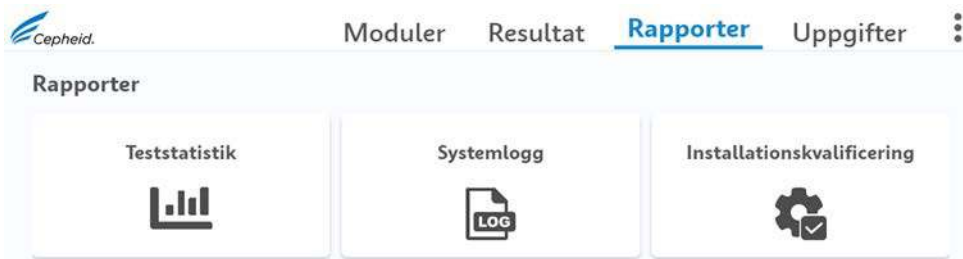 Cepheid. Moduler Resultat Rapporter Uppgifter
Rapporter
Teststatistik Systemlogg Installationskvalificering
LOG